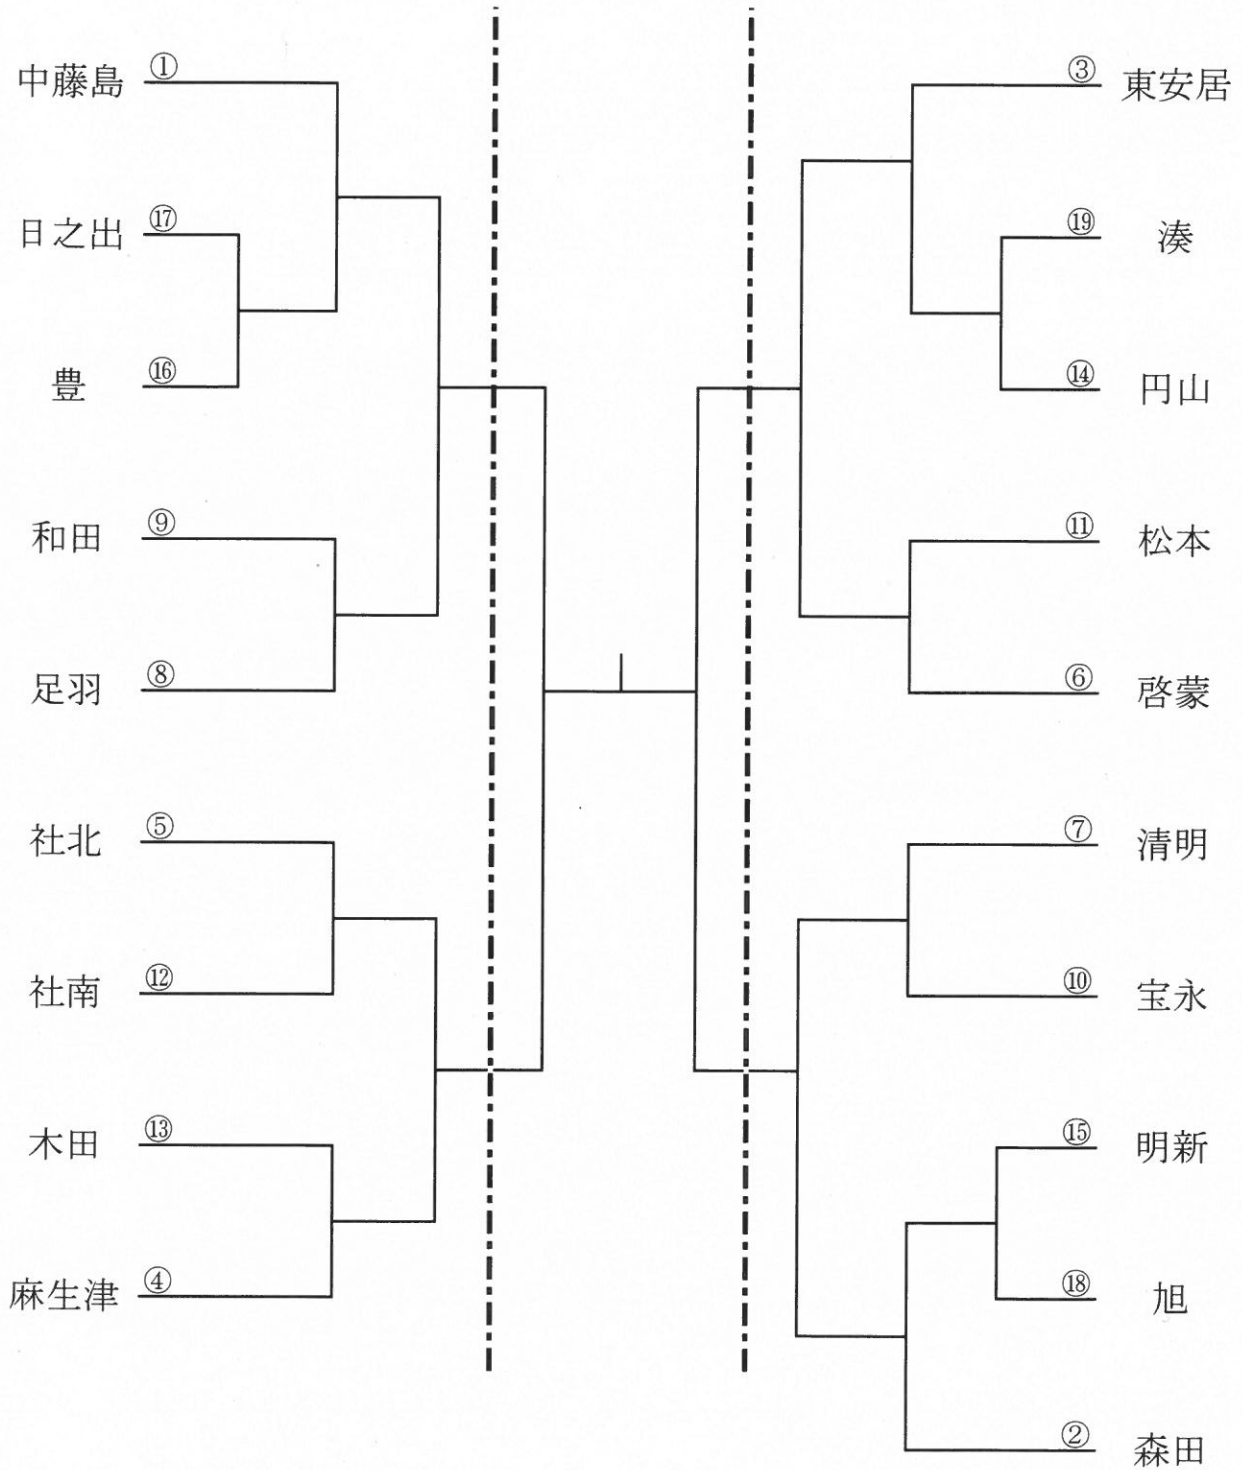 中藤島 ①
日之出 ⑰
豊 ⑯
和田 ⑨
足羽 ⑧
社北 ⑤
社南 ⑫
木田 ⑬
麻生津 ④
③ 東安居
⑲ 湊
⑭ 円山
⑪ 松本
⑥ 啓蒙
⑦ 清明
⑩ 宝永
⑮ 明新
⑱ 旭
② 森田